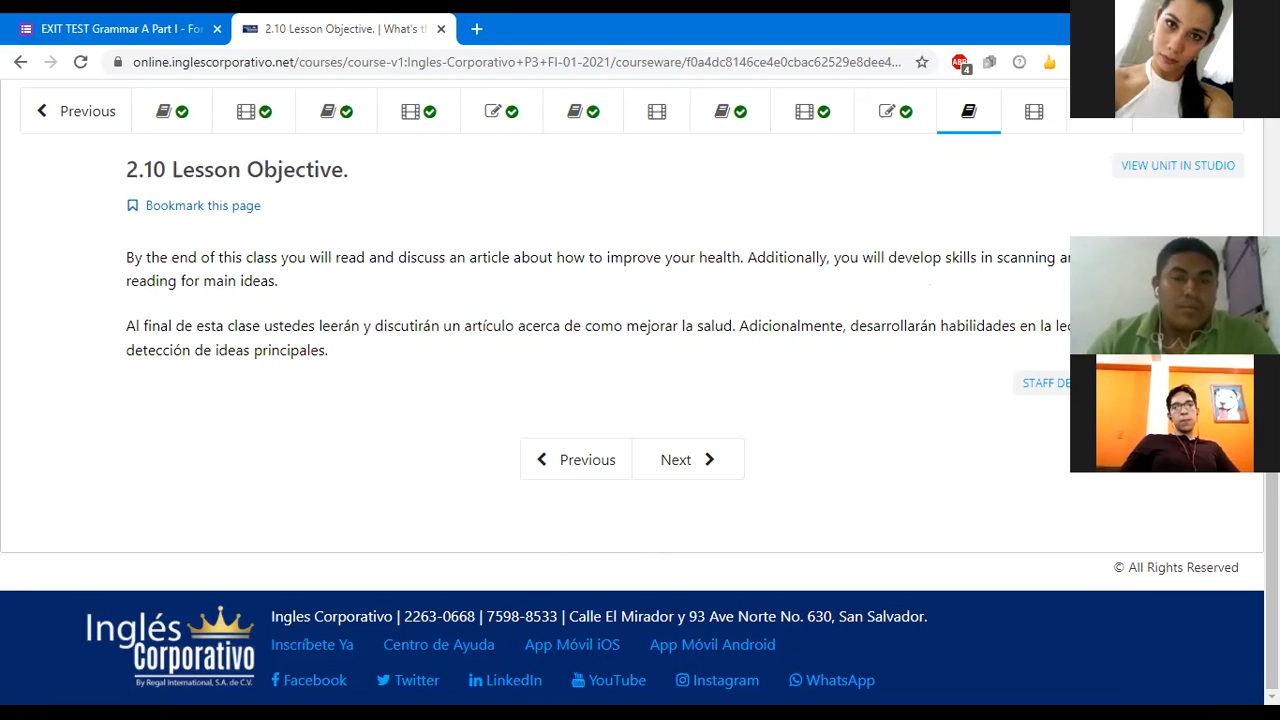 EXIT TEST Grammar A Part I - For
2.10 Lesson Objective. | What's th
online.inglescorporativo.net/courses/course-v1:Ingles-Corporativo+P3+FI-01-2021/courseware/f0a4dc8146ce4e0cbac62529e8dee4...
ABP
4
Previous
2.10 Lesson Objective.
VIEW UNIT IN STUDIO
Bookmark this page
By the end of this class you will read and discuss an article about how to improve your health. Additionally, you will develop skills in scanning
reading for main ideas.
Al final de esta clase ustedes leerán y discutirán un artículo acerca de como mejorar la salud. Adicionalmente, desarrollarán habilidades en la
detección de ideas principales.
STAFF
Previous
Next
© All Rights Reserved
Inglés
Corporativo
By Regal International, S.A. de C.V.
Ingles Corporativo | 2263-0668 | 7598-8533 | Calle El Mirador y 93 Ave Norte No. 630, San Salvador.
Inscríbete Ya Centro de Ayuda App Móvil iOS App Móvil Android
Facebook Twitter LinkedIn YouTube Instagram WhatsApp